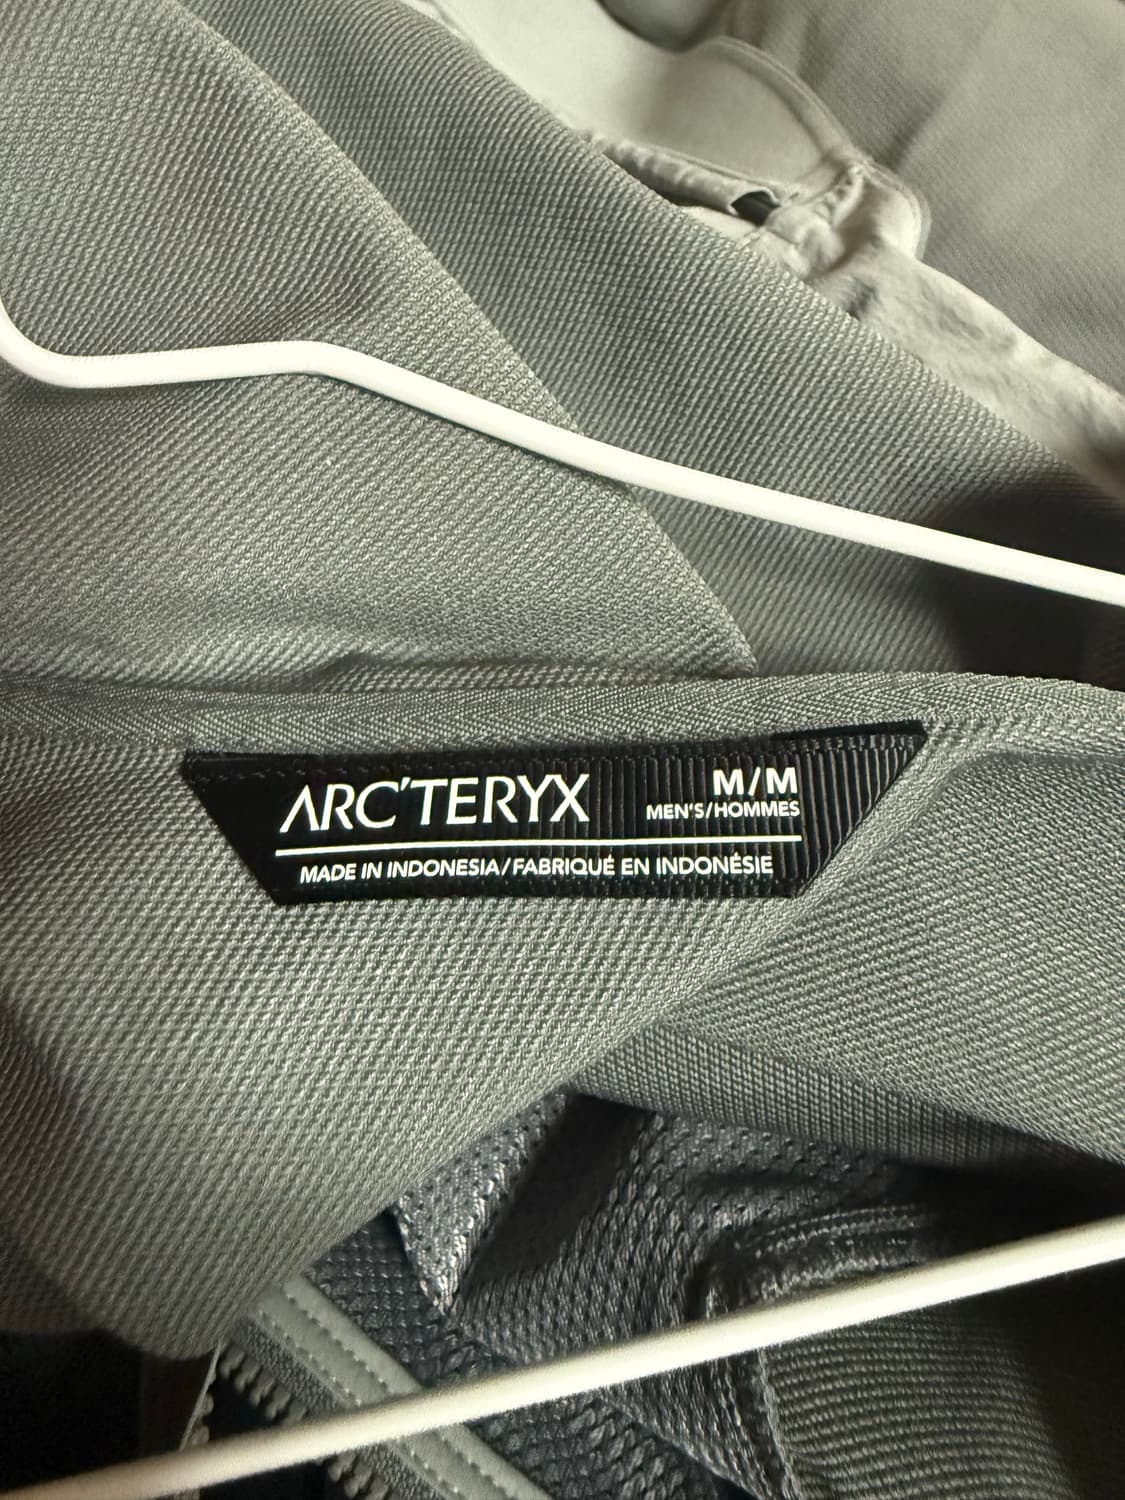 ARC'TERYX
M/M
MEN'S/HOMMES
MADE IN INDONESIA/FABRIQUÉ EN INDONÉSIE